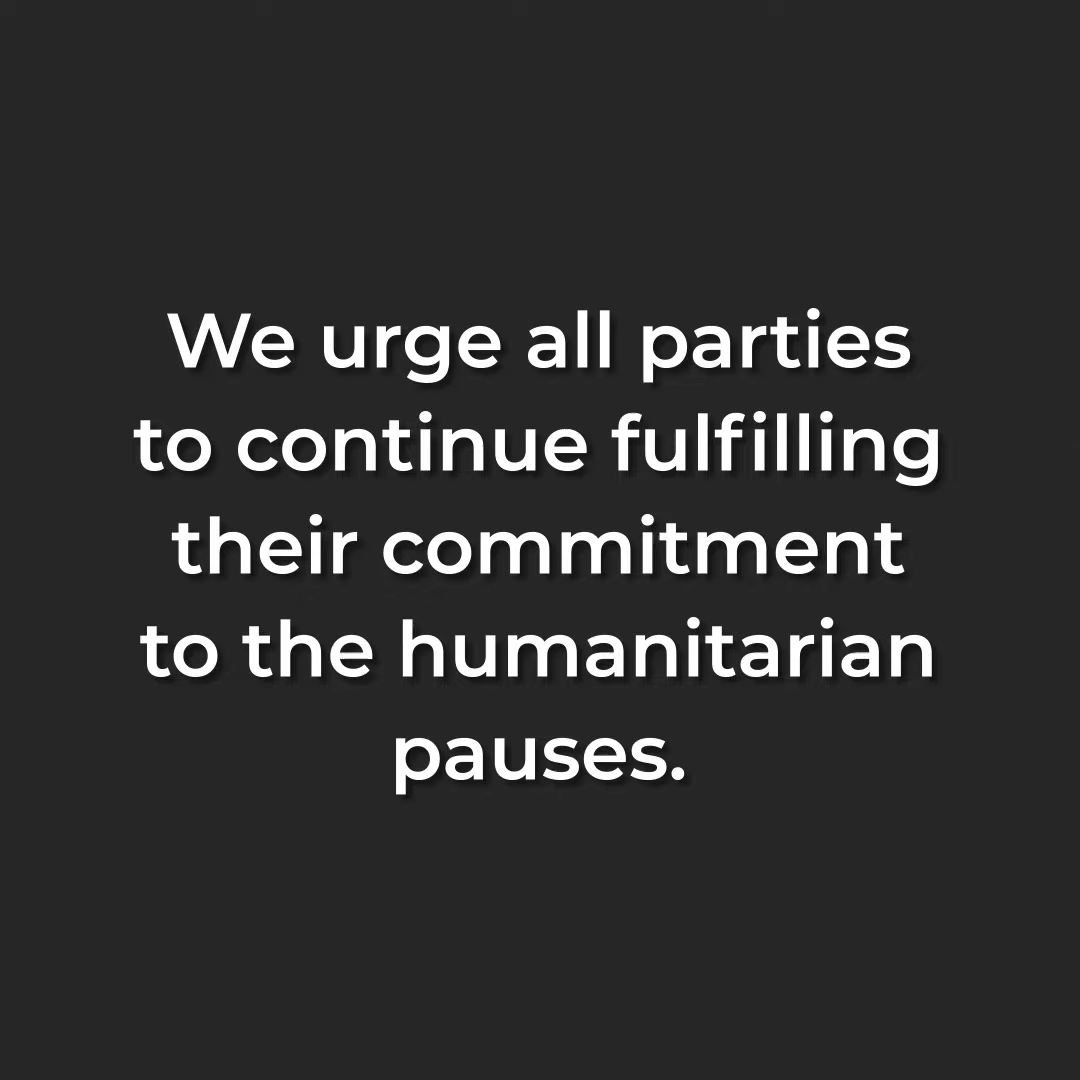 We urge all parties
to continue fulfilling
their commitment
to the humanitarian
pauses.